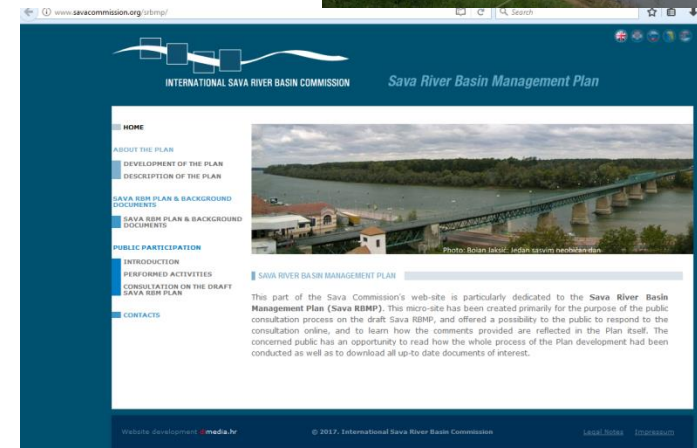 www.savacommission.org/srbmp/
Search
INTERNATIONAL SAVA RIVER BASIN COMMISSION
Sava River Basin Management Plan
HOME
ABOUT THE PLAN
DEVELOPMENT OF THE PLAN
DESCRIPTION OF THE PLAN
SAVA RBM PLAN & BACKGROUND
DOCUMENTS
SAVA RBM PLAN & BACKGROUND
DOCUMENTS
PUBLIC PARTICIPATION
INTRODUCTION
PERFORMED ACTIVITIES
CONSULTATION ON THE DRAFT
SAVA RBM PLAN
CONTACTS
Photo: Bojan Jaksic: Jedan sasvim neobičan dan
SAVA RIVER BASIN MANAGEMENT PLAN
This part of the Sava Commission's web-site is particularly dedicated to the Sava River Basin
Management Plan (Sava RBMP). This micro-site has been created primarily for the purpose of the public
consultation process on the draft Sava RBMP, and offered a possibility to the public to respond to the
consultation online, and to learn how the comments provided are reflected in the Plan itself. The
concerned public has an opportunity to read how the whole process of the Plan development had been
conducted as well as to download all up-to date documents of interest.
Website development dmedia.hr
© 2017. International Sava River Basin Commission
Legal Notes Impressum